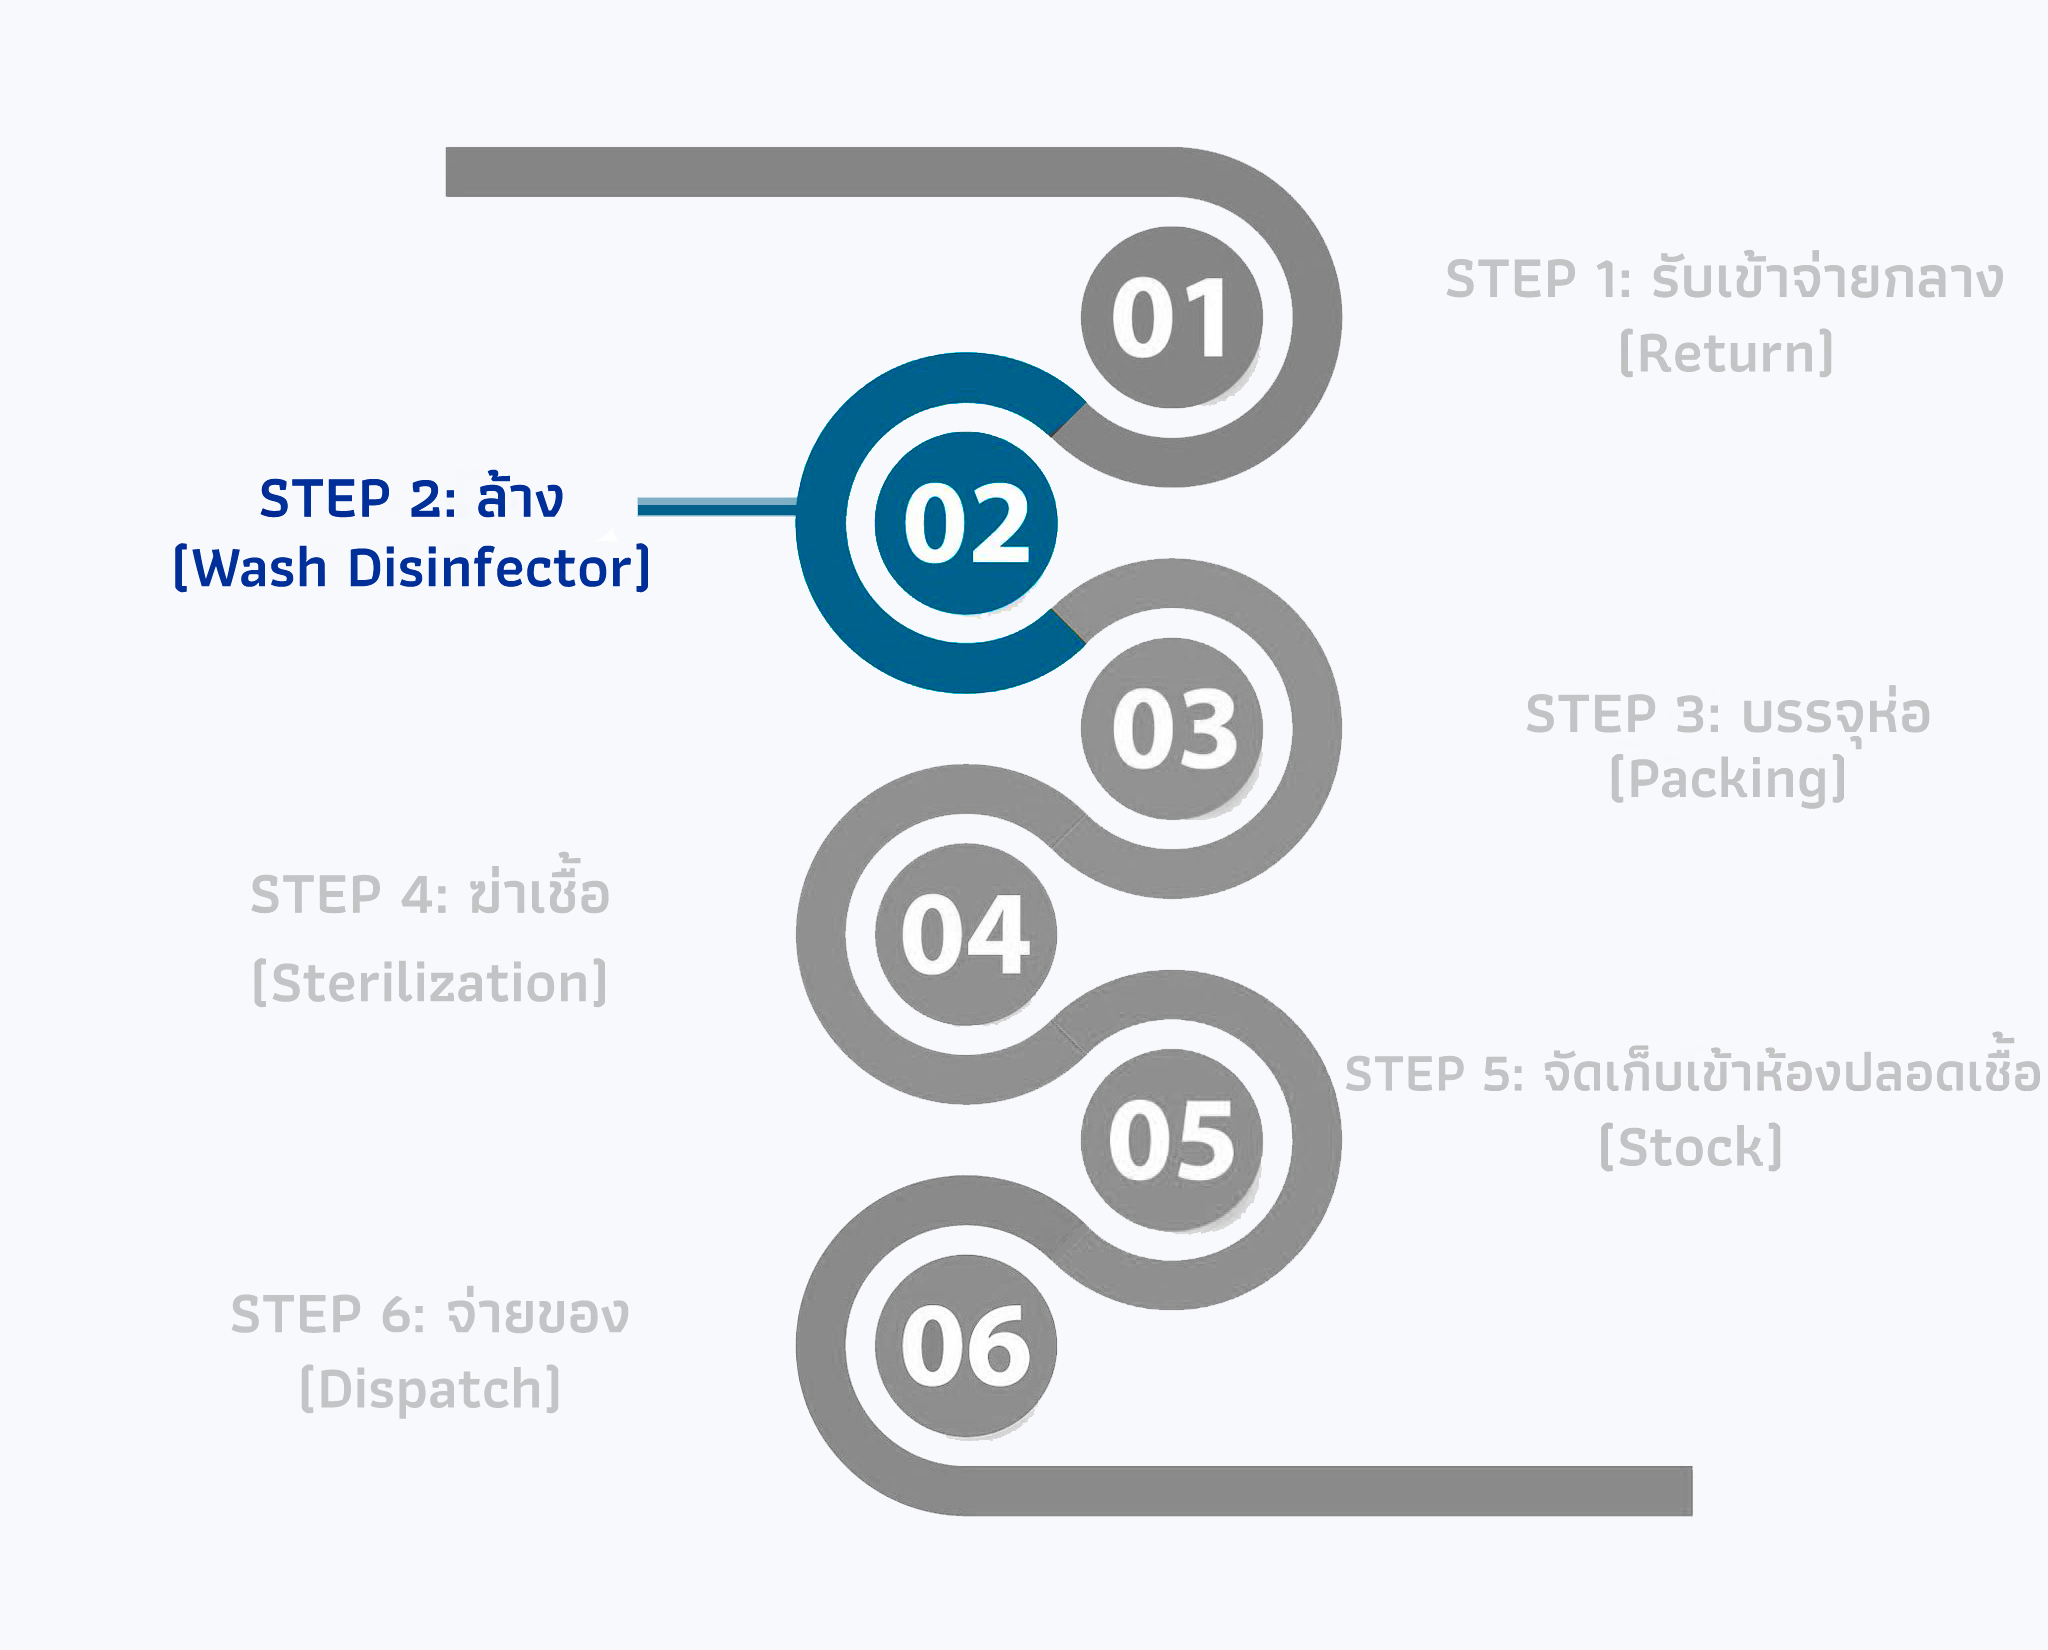 01
STEP 1: รับเข้าจ่ายกลาง
(Return)
02
STEP 2: ล้าง
(Wash Disinfector)
03
STEP 3: บรรจุห่อ
(Packing)
04
STEP 4: ฆ่าเชื้อ
(Sterilization)
05
STEP 5: จัดเก็บเข้าห้องปลอดเชื้อ
(Stock)
06
STEP 6: จ่ายของ
(Dispatch)